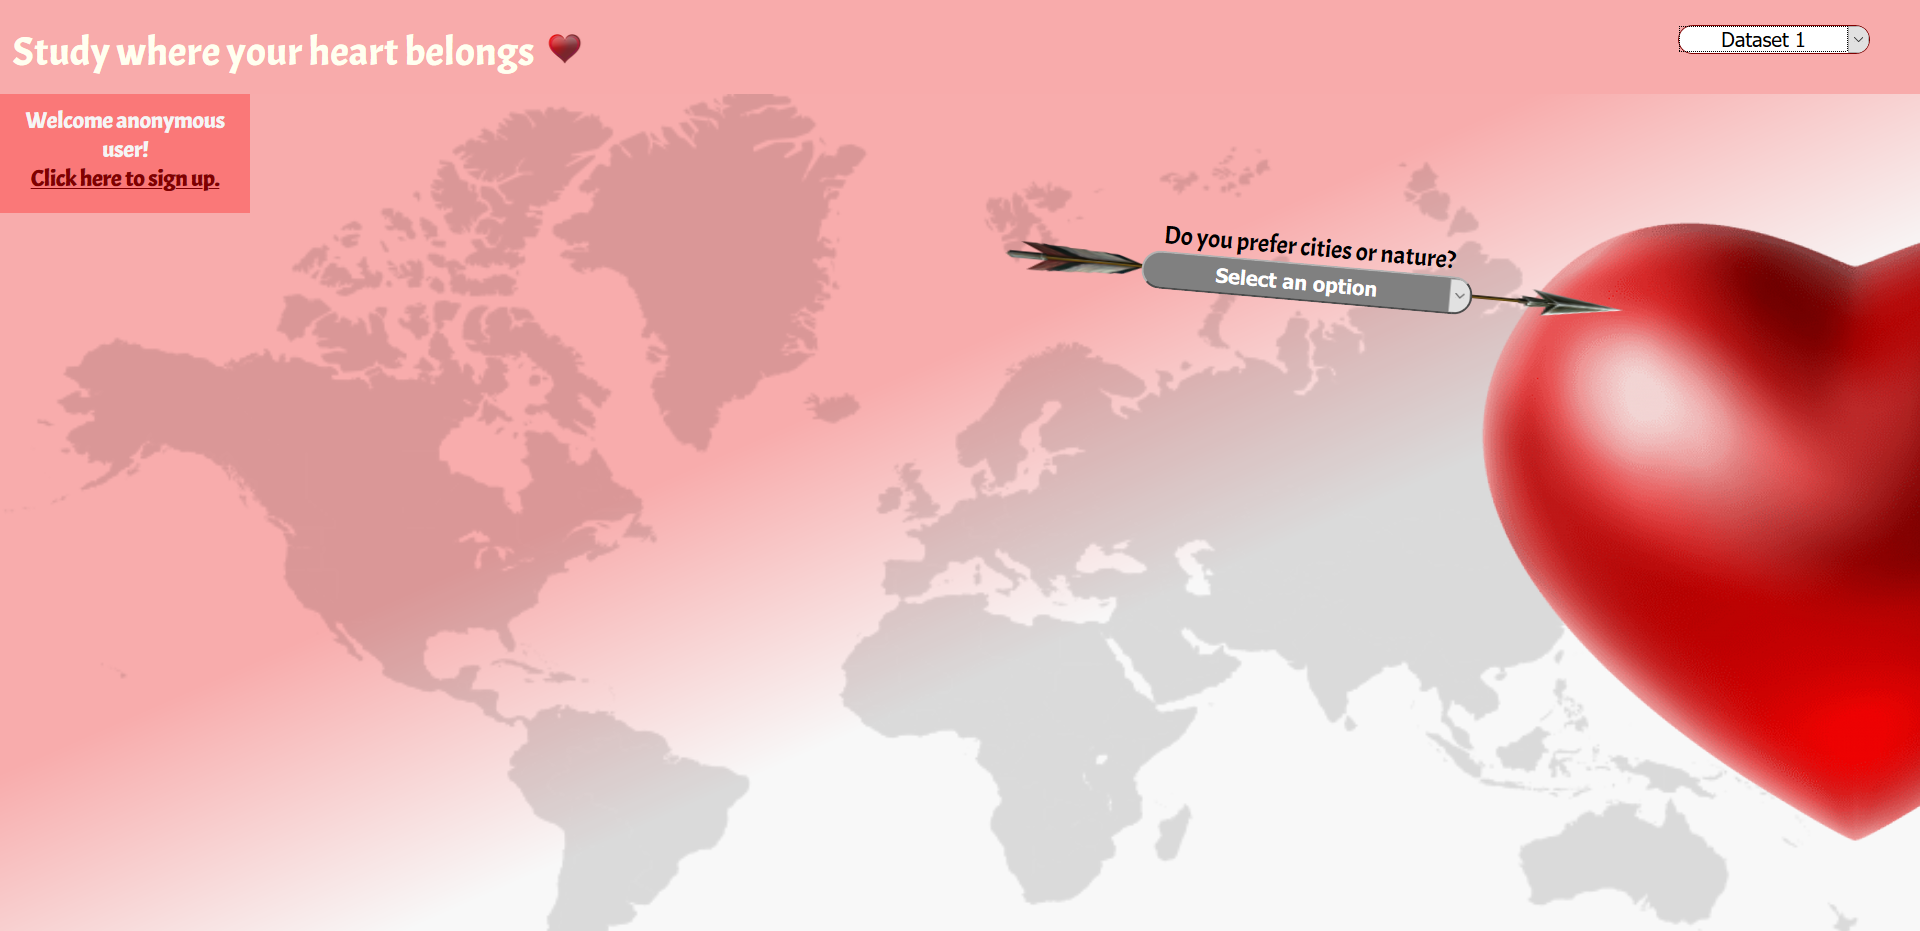 Study where your heart belongs
Dataset 1
Welcome anonymous
user!
Click here to sign up.
Do you prefer cities or nature?
Select an option